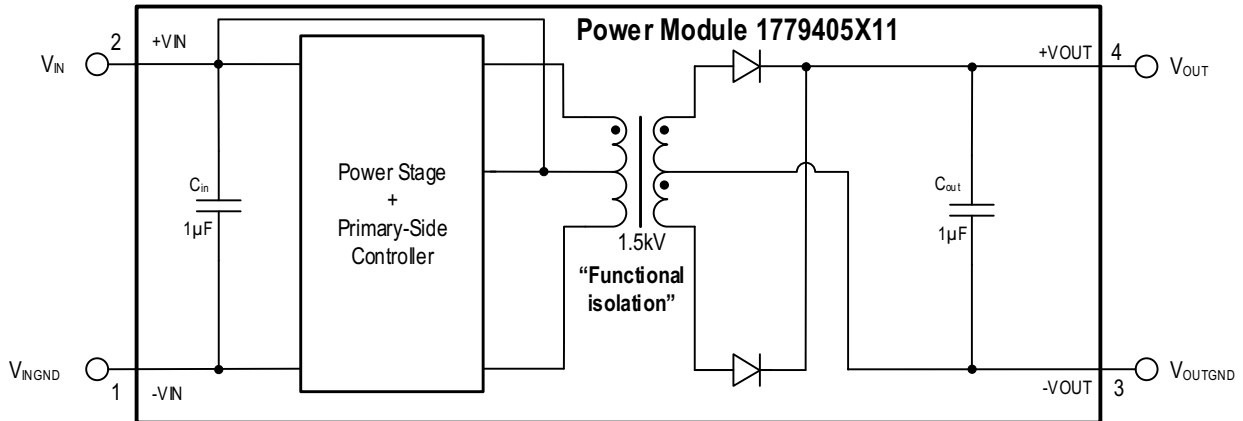 Power Module 1779405X11
2
+VIN
VIN
+VOUT
4
VOUT
Cin
1µF
Power Stage
+
Primary-Side
Controller
1.5kV
“Functional
isolation”
Cout
1µF
VINGND
1
-VIN
-VOUT
3
VOUTGND